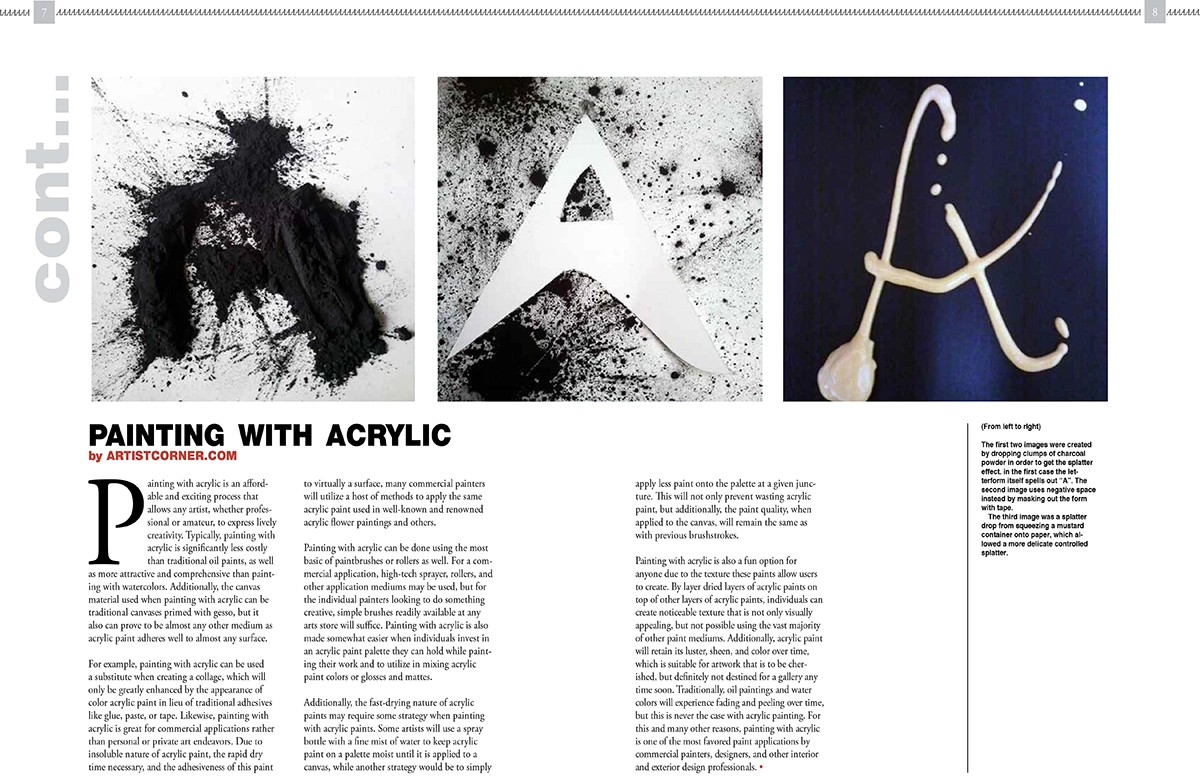 7
8
cont...
PAINTING WITH ACRYLIC
by ARTISTCORNER.COM
Painting with acrylic is an afford-
able and exciting process that
allows any artist, whether profes-
sional or amateur, to express lively
creativity. Typically, painting with
acrylic is significantly less costly
than traditional oil paints, as well
as more attractive and comprehensive than paint-
ing with watercolors. Additionally, the canvas
material used when painting with acrylic can be
traditional canvases primed with gesso, but it
also can prove to be almost any other medium as
acrylic paint adheres well to almost any surface.
For example, painting with acrylic can be used
a substitute when creating a collage, which will
only be greatly enhanced by the appearance of
color acrylic paint in lieu of traditional adhesives
like glue, paste, or tape. Likewise, painting with
acrylic is great for commercial applications rather
than personal or private art endeavors. Due to
insoluble nature of acrylic paint, the rapid dry
time necessary, and the adhesiveness of this paint
to virtually a surface, many commercial painters
will utilize a host of methods to apply the same
acrylic paint used in well-known and renowned
acrylic flower paintings and others.
Painting with acrylic can be done using the most
basic of paintbrushes or rollers as well. For a com-
mercial application, high-tech sprayer, rollers, and
other application mediums may be used, but for
the individual painters looking to do something
creative, simple brushes readily available at any
arts store will suffice. Painting with acrylic is also
made somewhat easier when individuals invest in
an acrylic paint palette they can hold while paint-
ing their work and to utilize in mixing acrylic
paint colors or glosses and mattes.
Additionally, the fast-drying nature of acrylic
paints may require some strategy when painting
with acrylic paints. Some artists will use a spray
bottle with a fine mist of water to keep acrylic
paint on a palette moist until it is applied to a
canvas, while another strategy would be to simply
apply less paint onto the palette at a given junc-
ture. This will not only prevent wasting acrylic
paint, but additionally, the paint quality, when
applied to the canvas, will remain the same as
with previous brushstrokes.
Painting with acrylic is also a fun option for
anyone due to the texture these paints allow users
to create. By layer dried layers of acrylic paints on
top of other layers of acrylic paints, individuals can
create noticeable texture that is not only visually
appealing, but not possible using the vast majority
of other paint mediums. Additionally, acrylic paint
will retain its luster, sheen, and color over time,
which is suitable for artwork that is to be cher-
ished, but definitely not destined for a gallery any
time soon. Traditionally, oil paintings and water
colors will experience fading and peeling over time,
but this is never the case with acrylic painting. For
this and many other reasons, painting with acrylic
is one of the most favored paint applications by
commercial painters, designers, and other interior
and exterior design professionals. •
(From left to right)
The first two images were created
by dropping clumps of charcoal
powder in order to get the splatter
effect. in the first case the let-
terform itself spells out "A". The
second image uses negative space
instead by masking out the form
with tape.
The third image was a splatter
drop from squeezing a mustard
container onto paper, which al-
lowed a more delicate controlled
splatter.
A
A
A